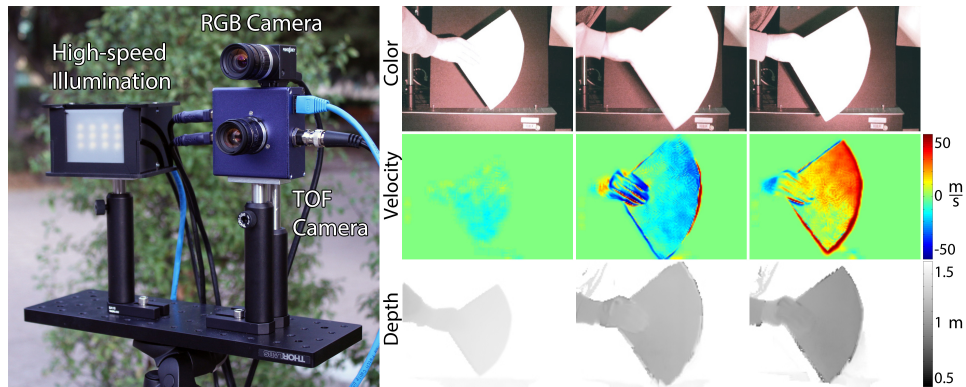 RGB Camera
High-speed
Illumination
TOF
Camera
THORLABS
Color
Velocity
Depth
50
0 m/s
-50
1.5
1 m
0.5